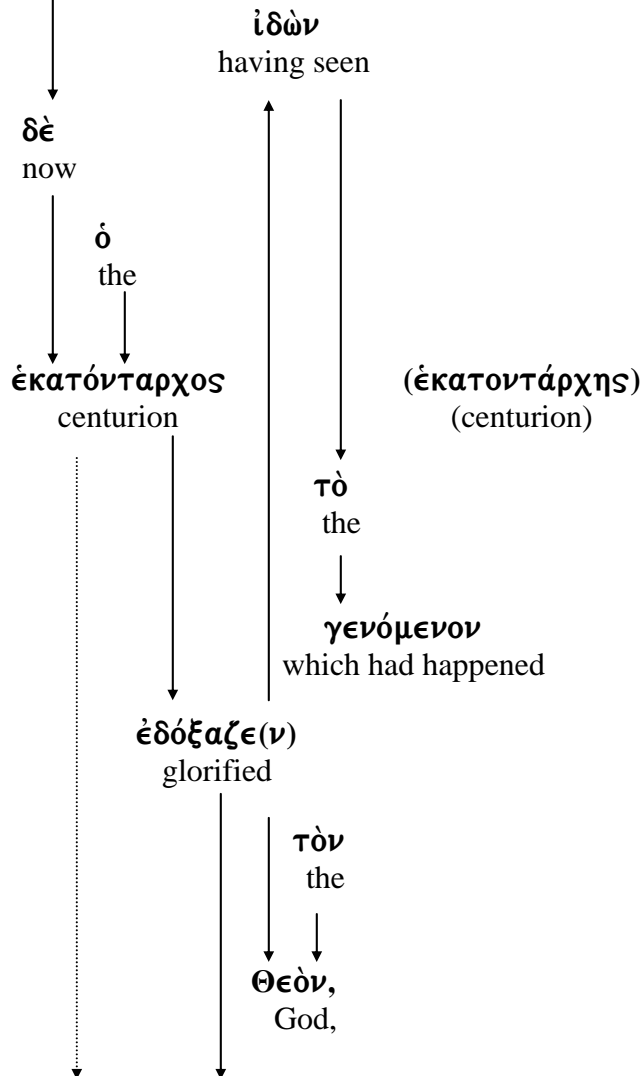 ἰδὼν
having seen
δὲ
now
ὁ
the
ἑκατόνταρχος (ἑκατοντάρχης)
centurion (centurion)
τὸ
the
γενόμενον
which had happened
ἐδόξαζε(ν)
glorified
τὸν
the
Θεὸν,
God,